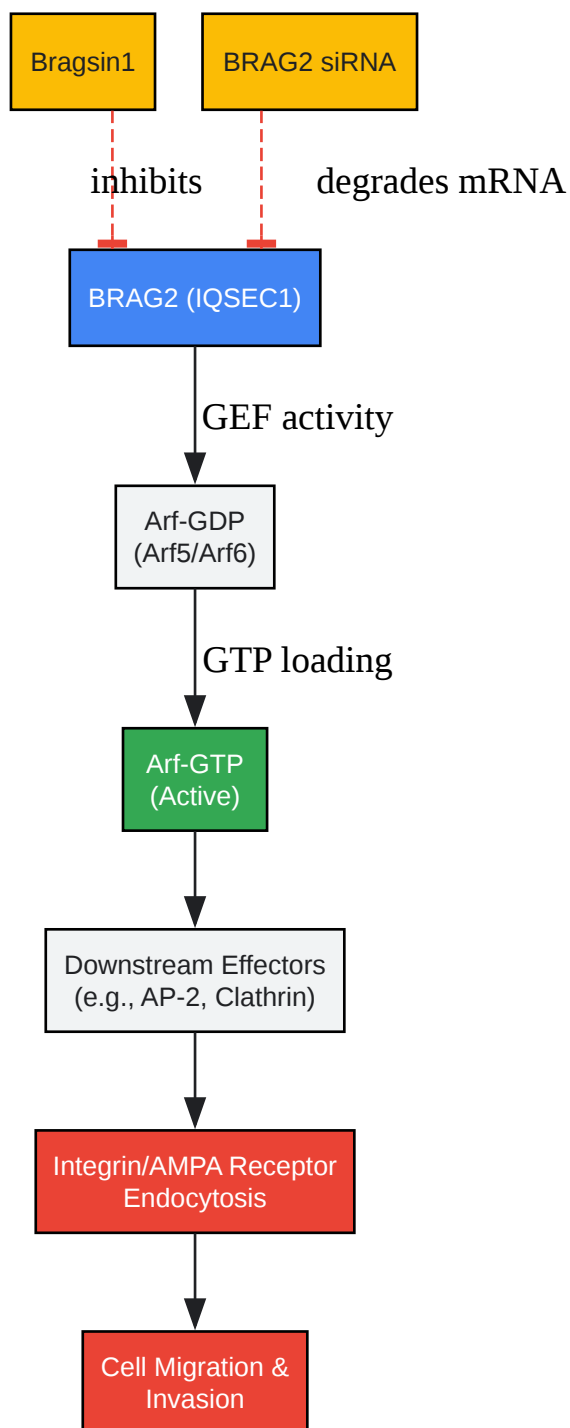 Bragsin1
BRAG2 siRNA
inhibits
degrades mRNA
BRAG2 (IQSEC1)
GEF activity
Arf-GDP
(Arf5/Arf6)
GTP loading
Arf-GTP
(Active)
Downstream Effectors
(e.g., AP-2, Clathrin)
Integrin/AMPA Receptor
Endocytosis
Cell Migration &
Invasion